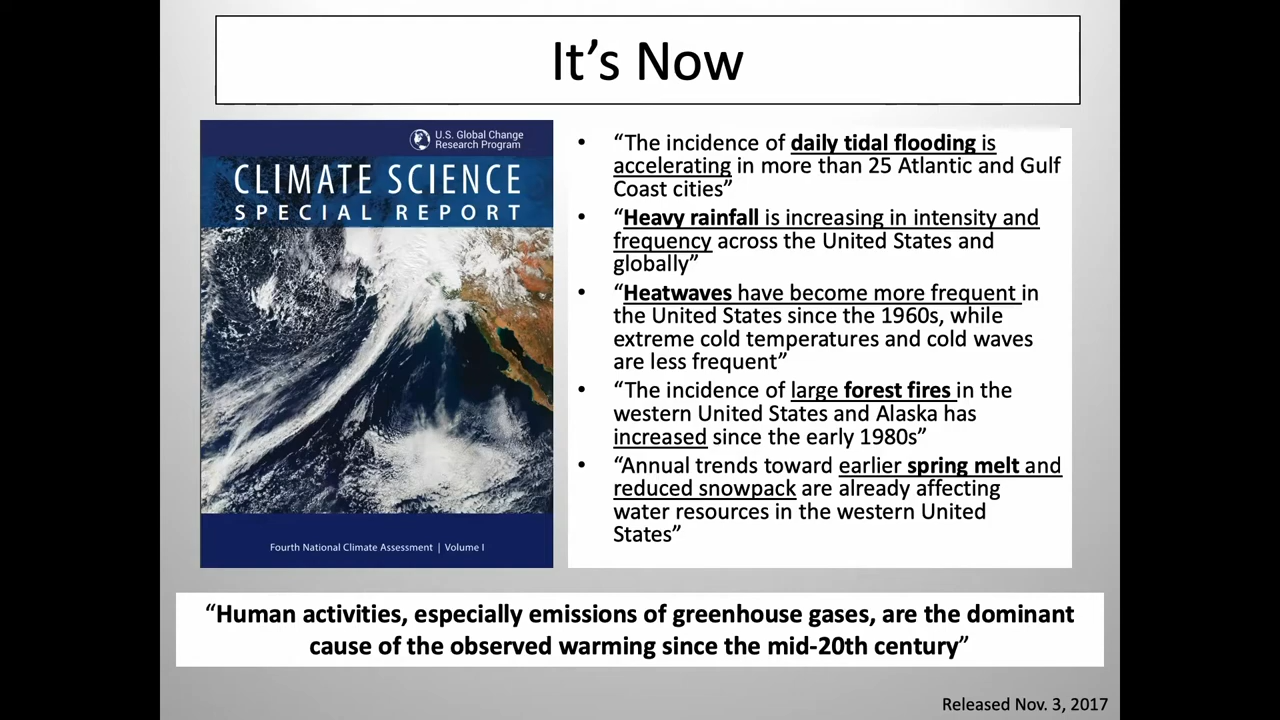 It’s Now
U.S. Global Change
Research Program
CLIMATE SCIENCE
SPECIAL REPORT
Fourth National Climate Assessment | Volume I
• “The incidence of daily tidal flooding is
accelerating in more than 25 Atlantic and Gulf
Coast cities”
• “Heavy rainfall is increasing in intensity and
frequency across the United States and
globally”
• “Heatwaves have become more frequent in
the United States since the 1960s, while
extreme cold temperatures and cold waves
are less frequent”
• “The incidence of large forest fires in the
western United States and Alaska has
increased since the early 1980s”
• “Annual trends toward earlier spring melt and
reduced snowpack are already affecting
water resources in the western United
States”
“Human activities, especially emissions of greenhouse gases, are the dominant
cause of the observed warming since the mid-20th century”
Released Nov. 3, 2017